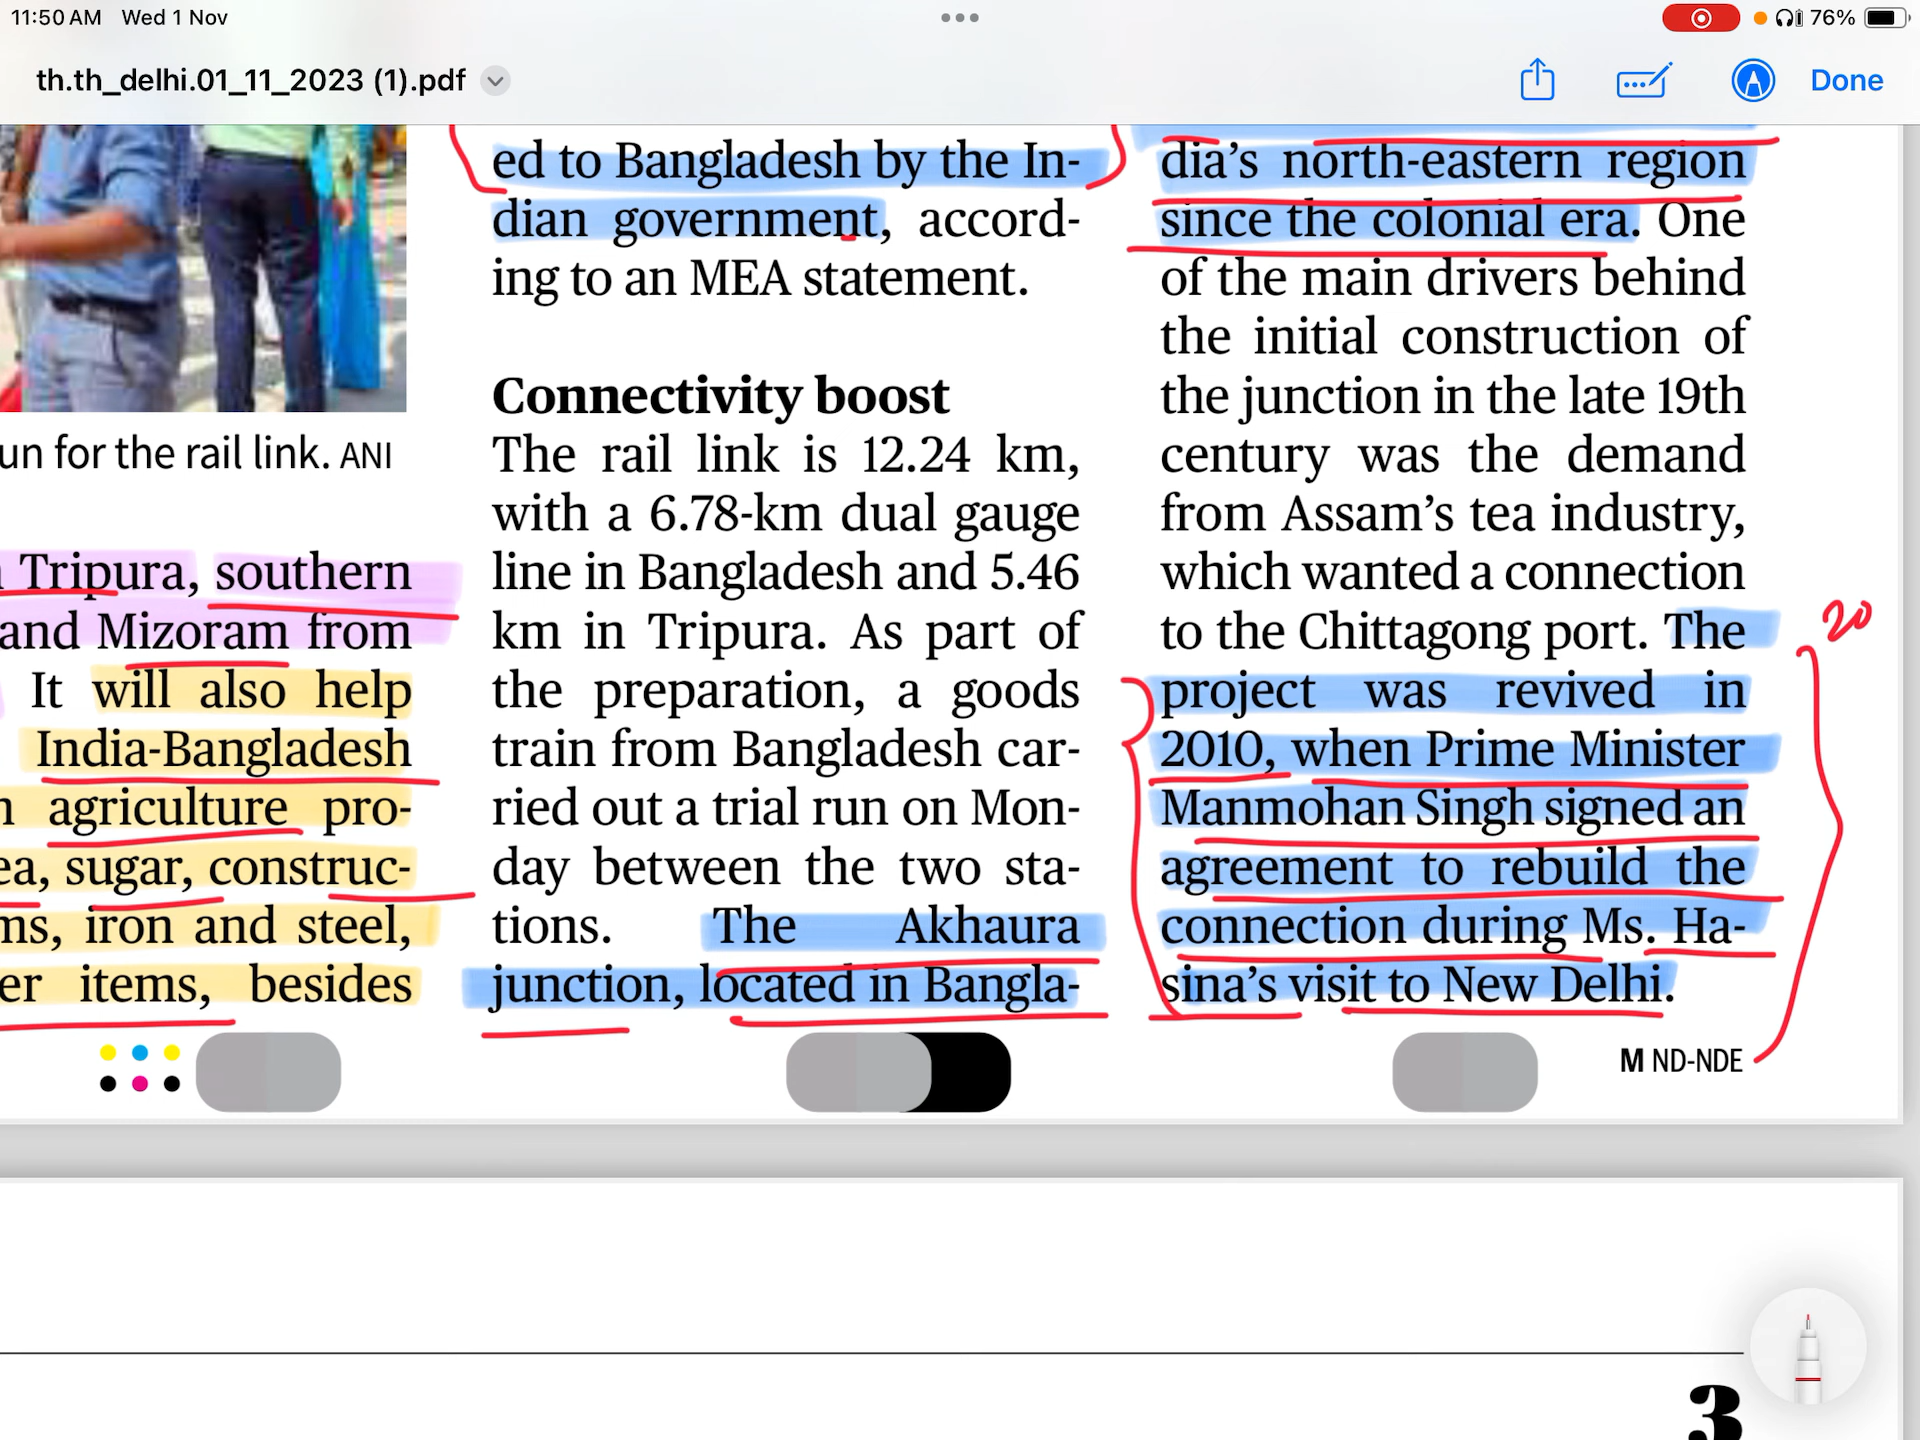 11:50 AM Wed 1 Nov
76%
th.th_delhi.01_11_2023 (1).pdf
Done
un for the rail link. ANI
Tripura, southern
and Mizoram from
It will also help
India-Bangladesh
agriculture pro-
sugar, construc-
iron and steel,
items, besides
ed to Bangladesh by the In-
dian government, accord-
ing to an MEA statement.
Connectivity boost
The rail link is 12.24 km,
with a 6.78-km dual gauge
line in Bangladesh and 5.46
km in Tripura. As part of
the preparation, a goods
train from Bangladesh car-
ried out a trial run on Mon-
day between the two sta-
tions. The Akhaura
junction, located in Bangla-
dia’s north-eastern region
since the colonial era. One
of the main drivers behind
the initial construction of
the junction in the late 19th
century was the demand
from Assam’s tea industry,
which wanted a connection
to the Chittagong port. The
project was revived in
2010, when Prime Minister
Manmohan Singh signed an
agreement to rebuild the
connection during Ms. Ha-
sina’s visit to New Delhi.
20
M ND-NDE
3